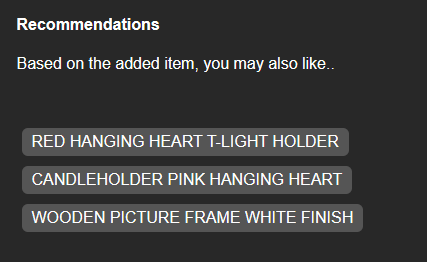 Recommendations
Based on the added item, you may also like..
RED HANGING HEART T-LIGHT HOLDER
CANDLEHOLDER PINK HANGING HEART
WOODEN PICTURE FRAME WHITE FINISH